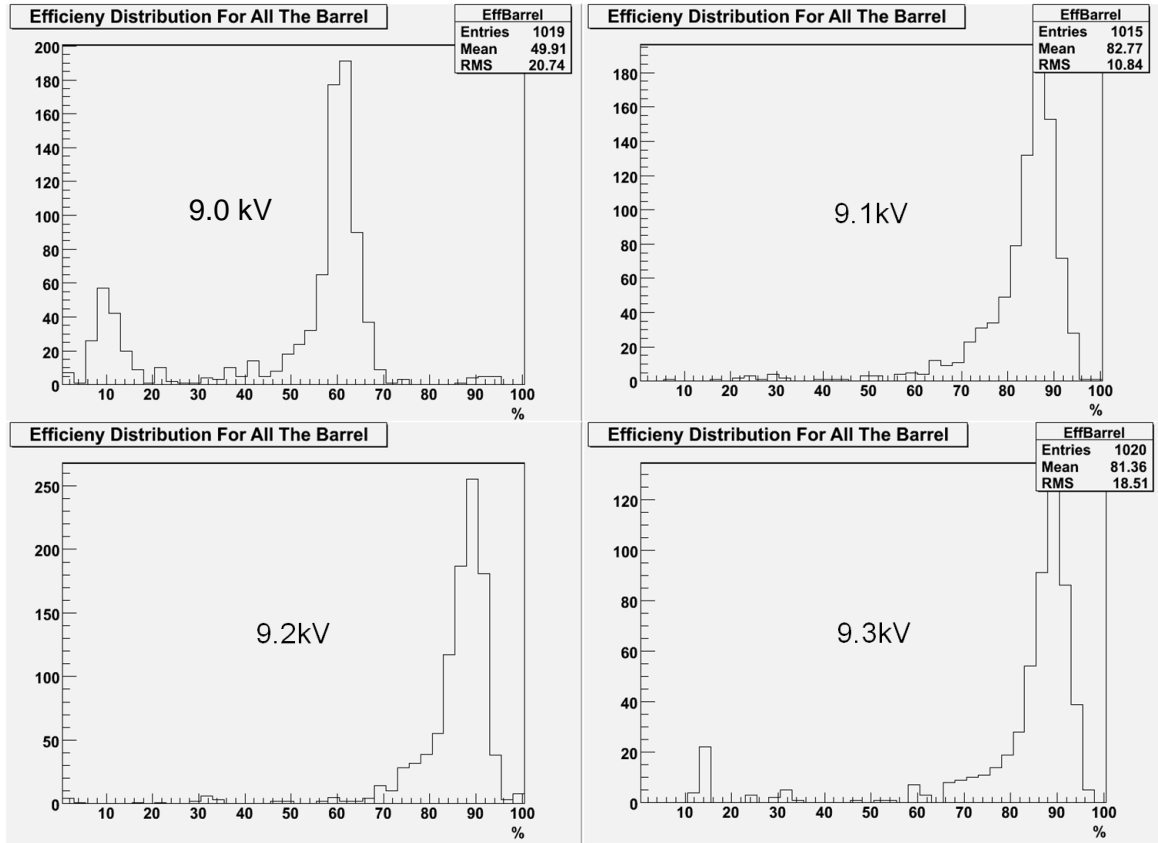 Efficieny Distribution For All The Barrel
EffBarrel
Entries 1019
Mean 49.91
RMS 20.74
200
180
160
140
120
100
80
60
40
20
0
9.0 kV
10 20 30 40 50 60 70 80 90 100
%
Efficieny Distribution For All The Barrel
EffBarrel
Entries 1015
Mean 82.77
RMS 10.84
180
160
140
120
100
80
60
40
20
0
9.1kV
10 20 30 40 50 60 70 80 90 100
%
Efficieny Distribution For All The Barrel
250
200
150
100
50
0
9.2kV
10 20 30 40 50 60 70 80 90 100
%
Efficieny Distribution For All The Barrel
EffBarrel
Entries 1020
Mean 81.36
RMS 18.51
120
100
80
60
40
20
0
9.3kV
10 20 30 40 50 60 70 80 90 100
%